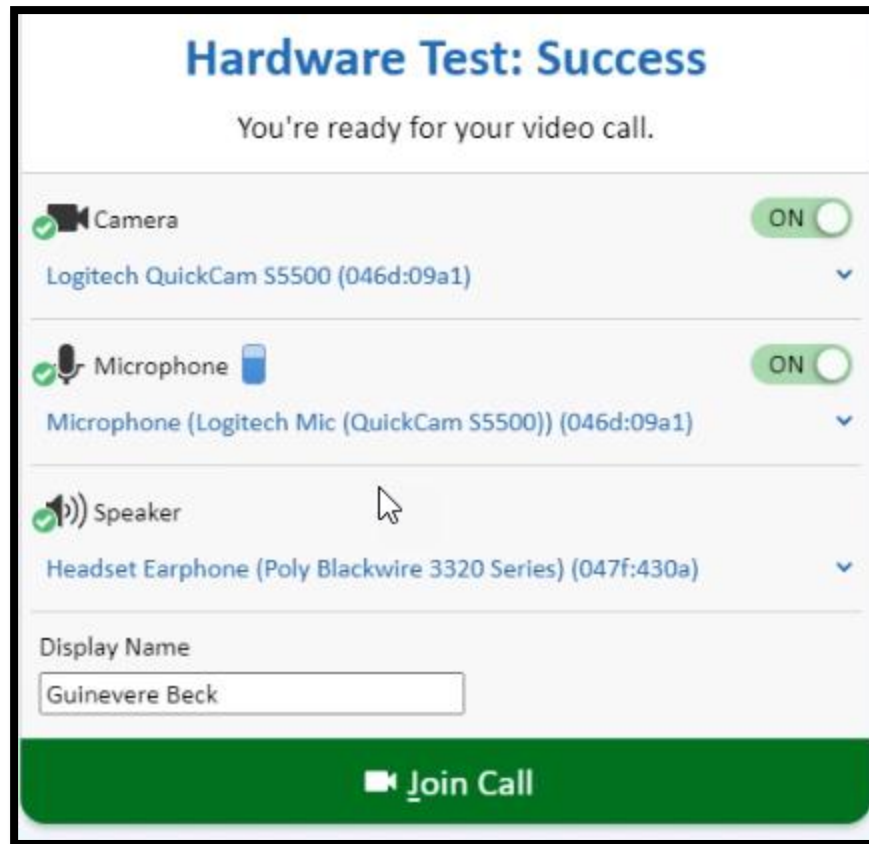 Hardware Test: Success
You're ready for your video call.
Camera
ON
Logitech QuickCam S5500 (046d:09a1)
Microphone
ON
Microphone (Logitech Mic (QuickCam S5500)) (046d:09a1)
Speaker
Headset Earphone (Poly Blackwire 3320 Series) (047f:430a)
Display Name
Guinevere Beck
Join Call